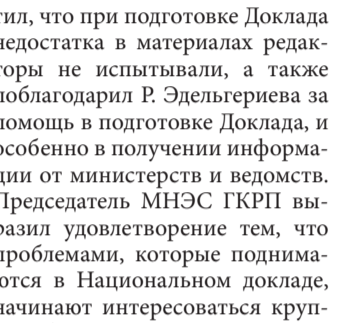 тил, что при подготовке Доклада
недостатка в материалах редак-
торы не испытывали, а также
поблагодарил Р. Эдельгериева за
помощь в подготовке Доклада, и
особенно в получении информа-
ции от министерств и ведомств.
Председатель МНЭС ГКРП вы-
разил удовлетворение тем, что
проблемами, которые поднима-
ются в Национальном докладе,
начинают интересоваться круп-